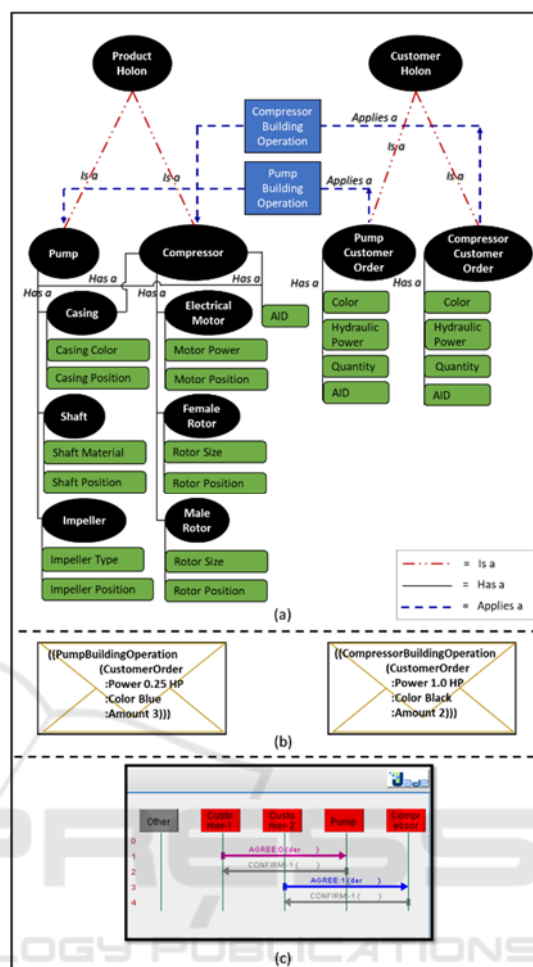 Product
Holon
Customer
Holon
Compressor
Building
Operation
Applies a
Is a
Pump
Building
Operation
Applies a
Is a
Is a
Is a
Pump
Compressor
Pump
Customer
Order
Compressor
Customer
Order
Has a
Has a
Has a
Has a
Has a
Casing
Electrical
Motor
AID
Color
Color
Casing Color
Motor Power
Hydraulic
Power
Hydraulic
Power
Casing Position
Motor Position
Quantity
Quantity
Shaft
Female
Rotor
AID
AID
Shaft Material
Rotor Size
Shaft Position
Rotor Position
Impeller
Male
Rotor
Impeller Type
Rotor Size
Impeller Position
Rotor Position
= Is a
= Has a
= Applies a
(a)
((PumpBuildingOperation
(CustomerOrder
:Power 0.25 HP
:Color Blue
:Amount 3)))
((CompressorBuildingOperation
(CustomerOrder
:Power 1.0 HP
:Color Black
:Amount 2)))
(b)
Other
Custo
mer-1
Custo
mer-2
Pump
Compr
essor
0
1
AGREE:0 (der )
2
CONFIRM:-1 ( )
3
AGREE:1 (der )
4
CONFIRM:-1 ( )
(c)
PRESS
LOGY PUBLICATIONS